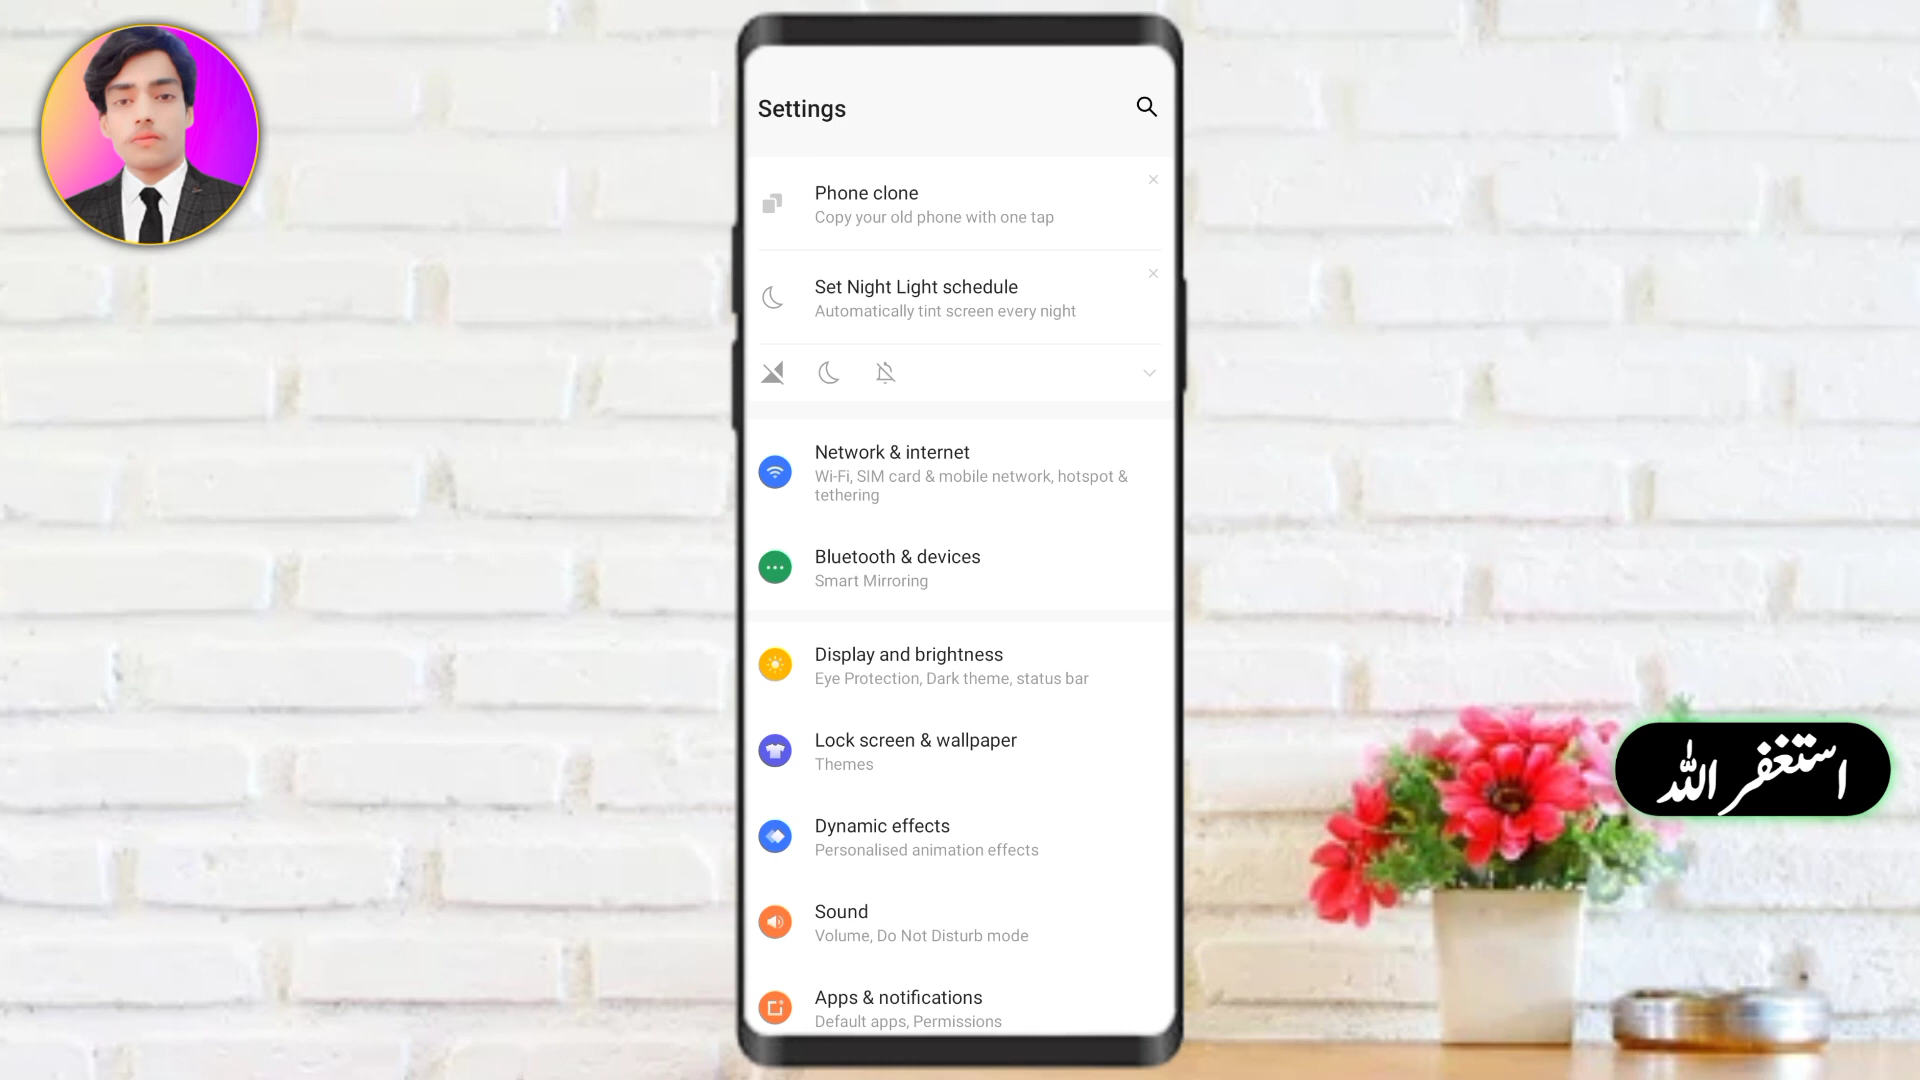 Settings
Phone clone
Copy your old phone with one tap
Set Night Light schedule
Automatically tint screen every night
Network & internet
Wi-Fi, SIM card & mobile network, hotspot &
tethering
Bluetooth & devices
Smart Mirroring
Display and brightness
Eye Protection, Dark theme, status bar
Lock screen & wallpaper
Themes
Dynamic effects
Personalised animation effects
Sound
Volume, Do Not Disturb mode
Apps & notifications
Default apps, Permissions
استغفر اللہ